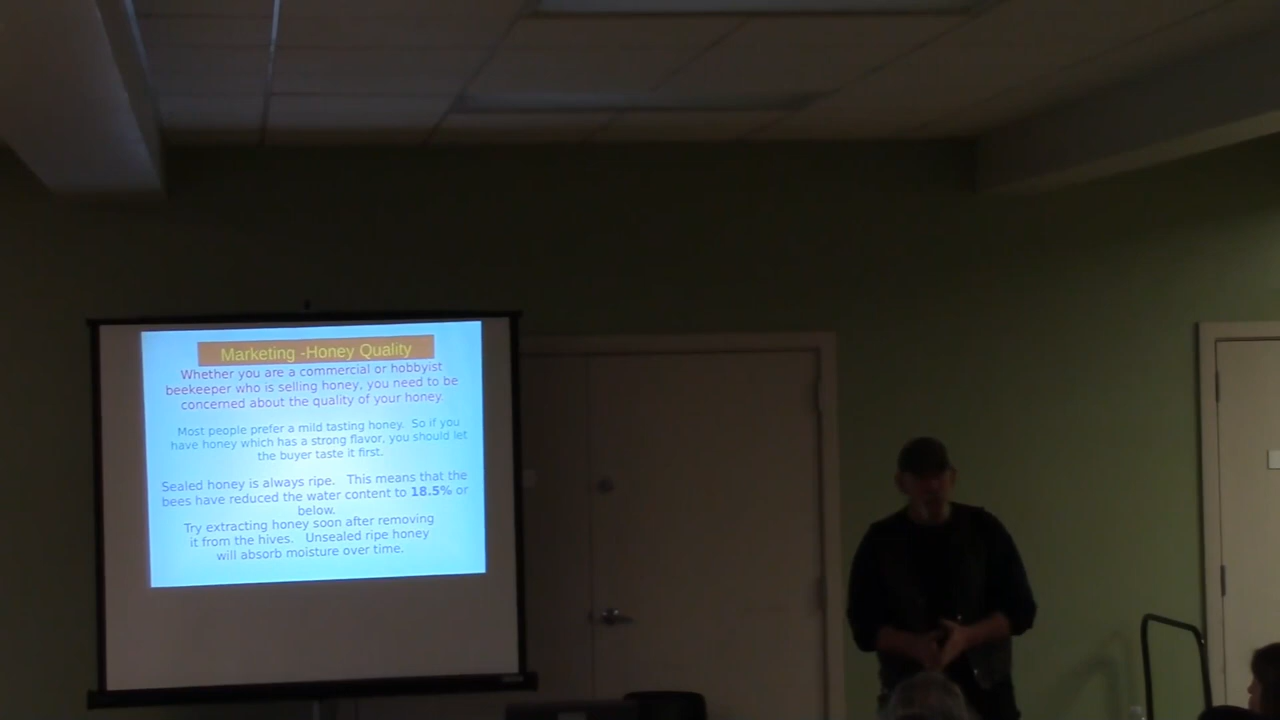 Marketing -Honey Quality
Whether you are a commercial or hobbyist
beekeeper who is selling honey, you need to be
concerned about the quality of your honey.
Most people prefer a mild tasting honey. So if you
have honey which has a strong flavor, you should let
the buyer taste it first.
Sealed honey is always ripe. This means that the
bees have reduced the water content to 18.5% or
below.
Try extracting honey soon after removing
it from the hives. Unsealed ripe honey
will absorb moisture over time.